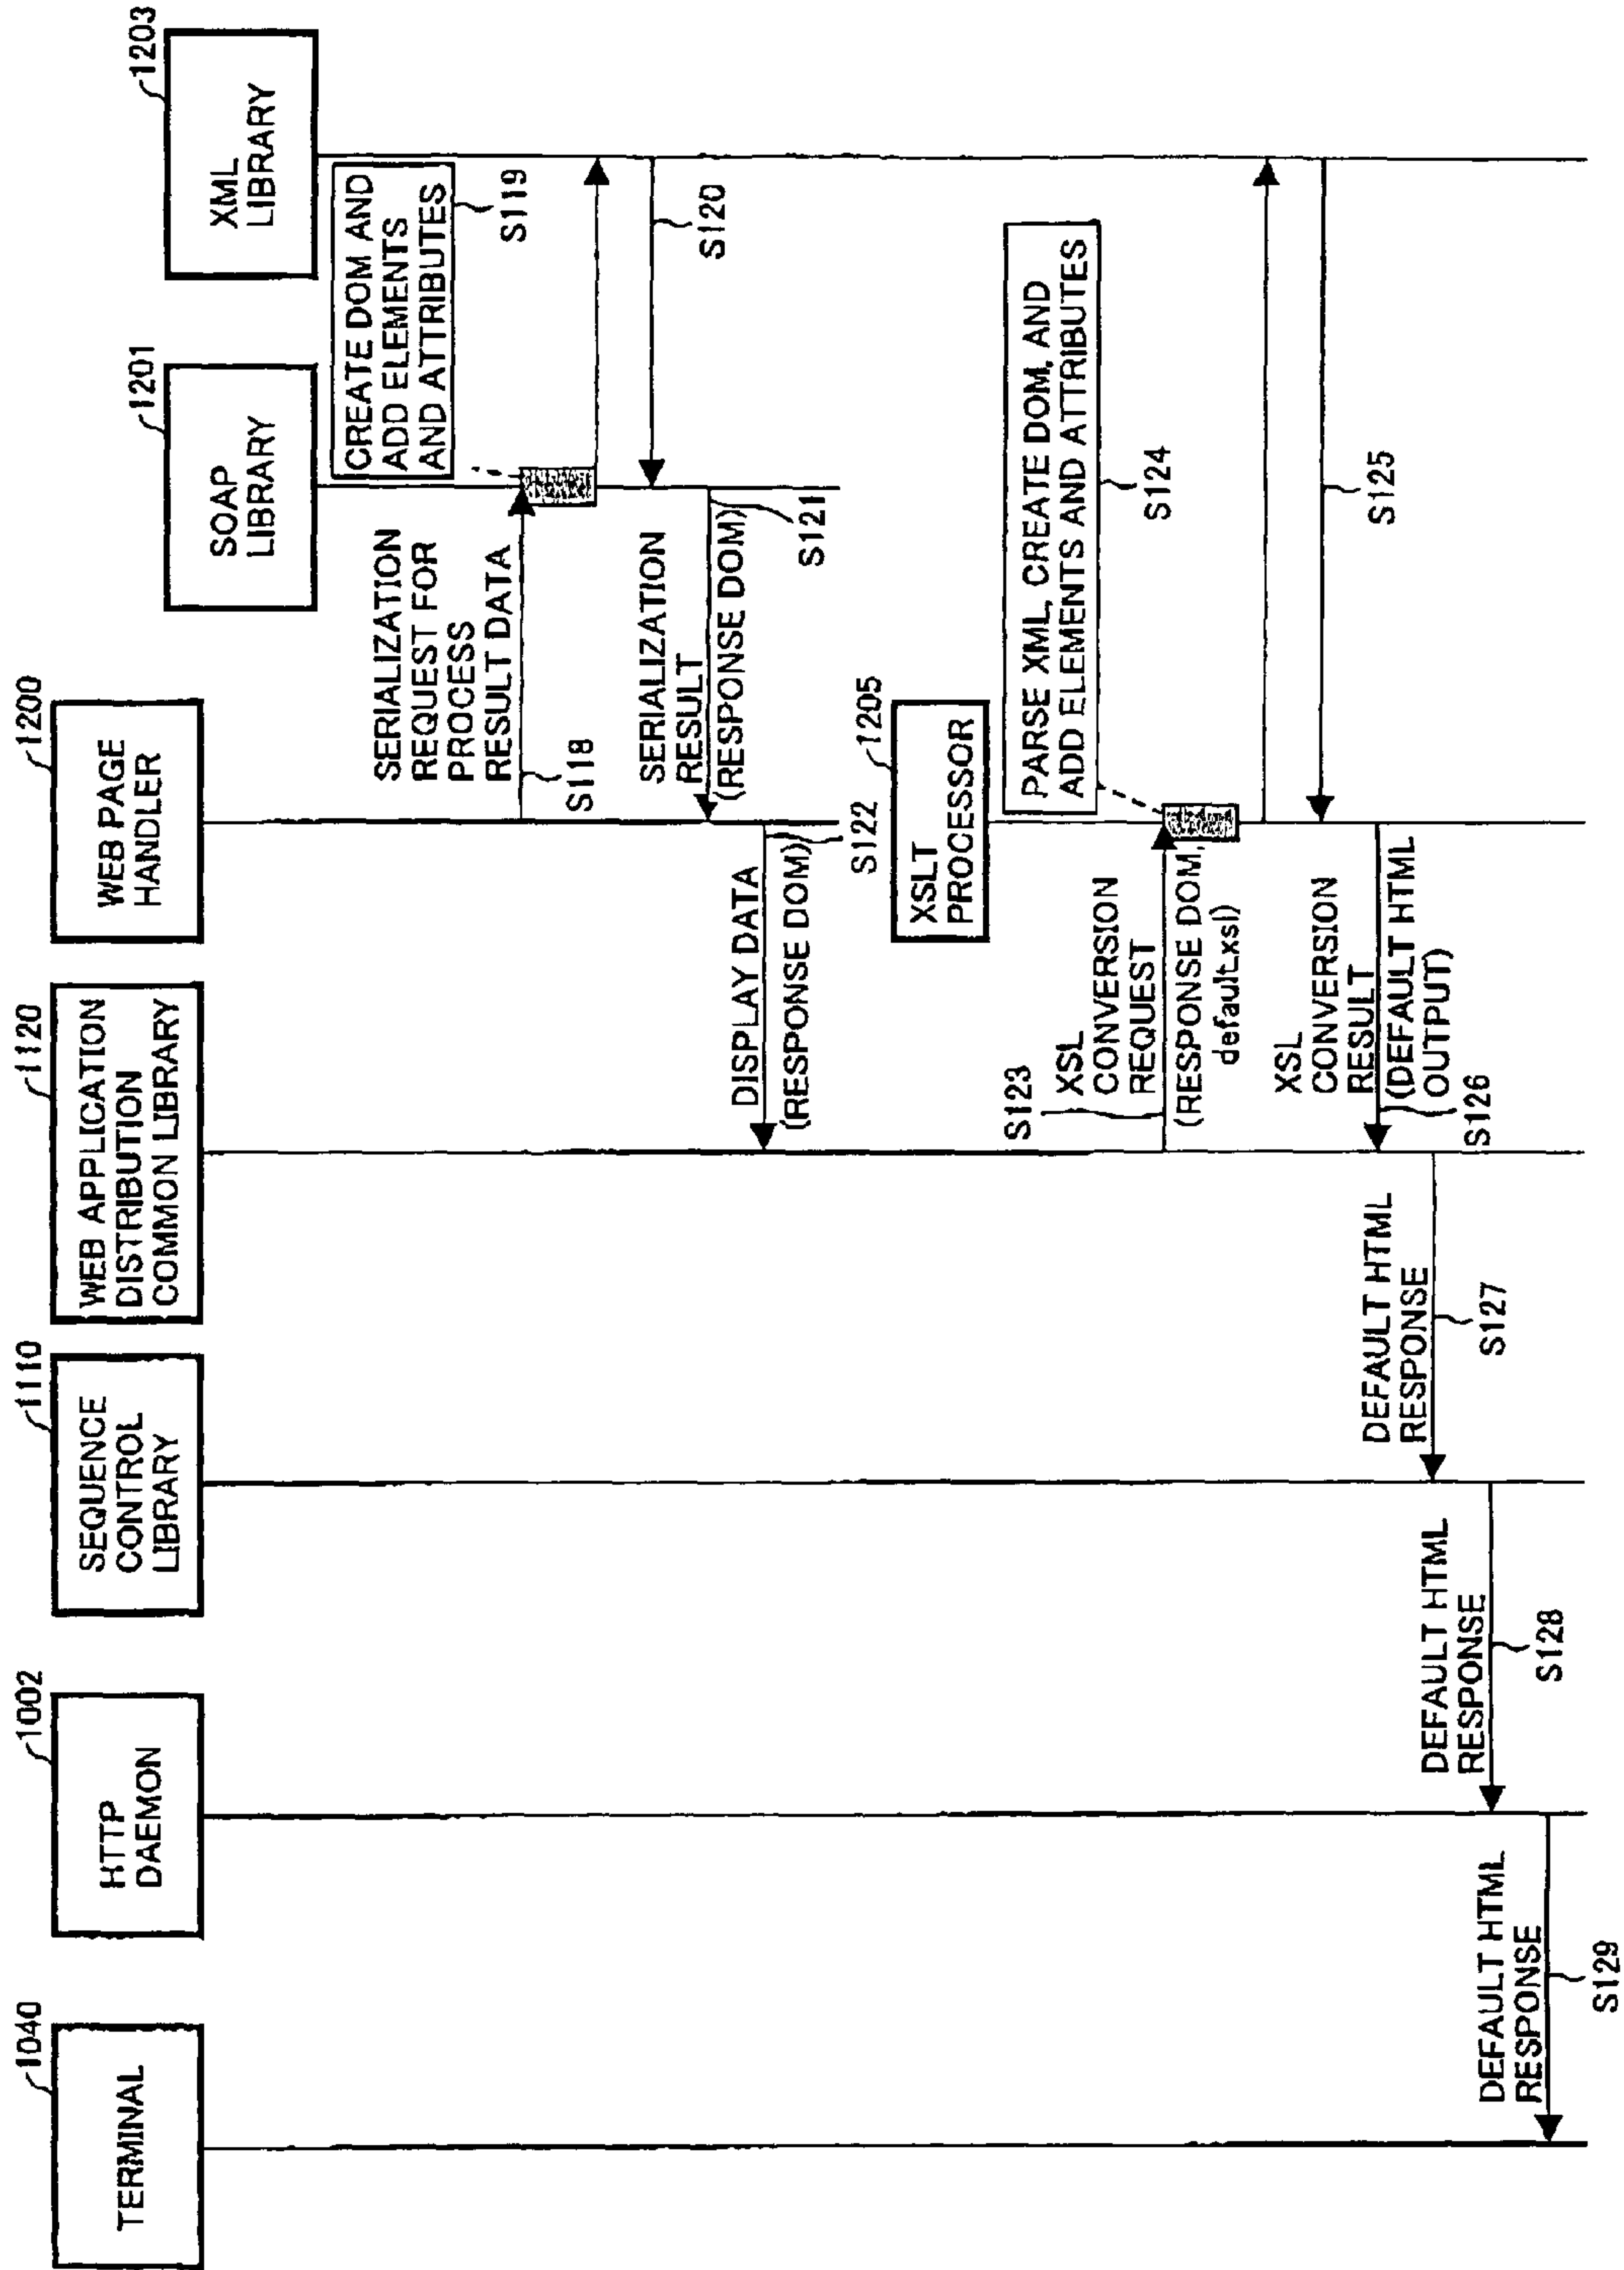 1040
TERMINAL
1002
HTTP
DAEMON
1110
SEQUENCE
CONTROL
LIBRARY
1120
WEB APPLICATION
DISTRIBUTION
COMMON LIBRARY
1200
WEB PAGE
HANDLER
1201
SOAP
LIBRARY
1203
XML
LIBRARY
CREATE DOM AND
ADD ELEMENTS
AND ATTRIBUTES
S119
SERIALIZATION
REQUEST FOR
PROCESS
RESULT DATA
S118
S120
SERIALIZATION
RESULT
(RESPONSE DOM)
S121
DISPLAY DATA
(RESPONSE DOM)
S122
1205
XSLT
PROCESSOR
PARSE XML, CREATE DOM, AND
ADD ELEMENTS AND ATTRIBUTES
S124
S123
XSL
CONVERSION
REQUEST
(RESPONSE DOM,
default.xsl)
S125
XSL
CONVERSION
RESULT
(DEFAULT HTML
OUTPUT)
S126
DEFAULT HTML
RESPONSE
S127
DEFAULT HTML
RESPONSE
S128
DEFAULT HTML
RESPONSE
S129